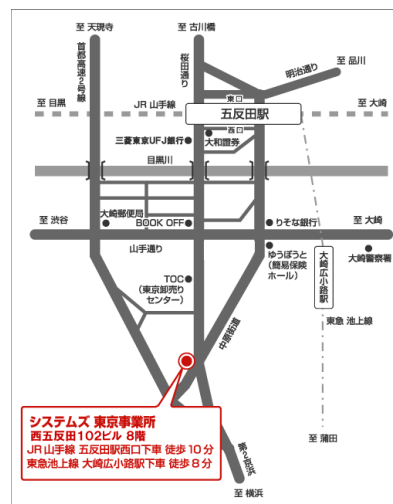 至 天現寺
至 古川橋
首都高速2号線
桜田通り
明治通り
至 品川
至 目黒
JR 山手線
東口
五反田駅
西口
至 大崎
三菱東京UFJ銀行
大和證券
目黒川
至 渋谷
大崎郵便局
BOOK OFF
りそな銀行
至 大崎
山手通り
ゆうぽうと
(簡易保険
ホール)
大崎広小路駅
大崎警察署
TOC
(東京卸売り
センター)
中原街道
東急 池上線
システムズ 東京事業所
西五反田102ビル 8階
JR山手線 五反田駅西口下車 徒歩10分
東急池上線 大崎広小路駅下車 徒歩8分
第2京浜
至 蒲田
至 横浜